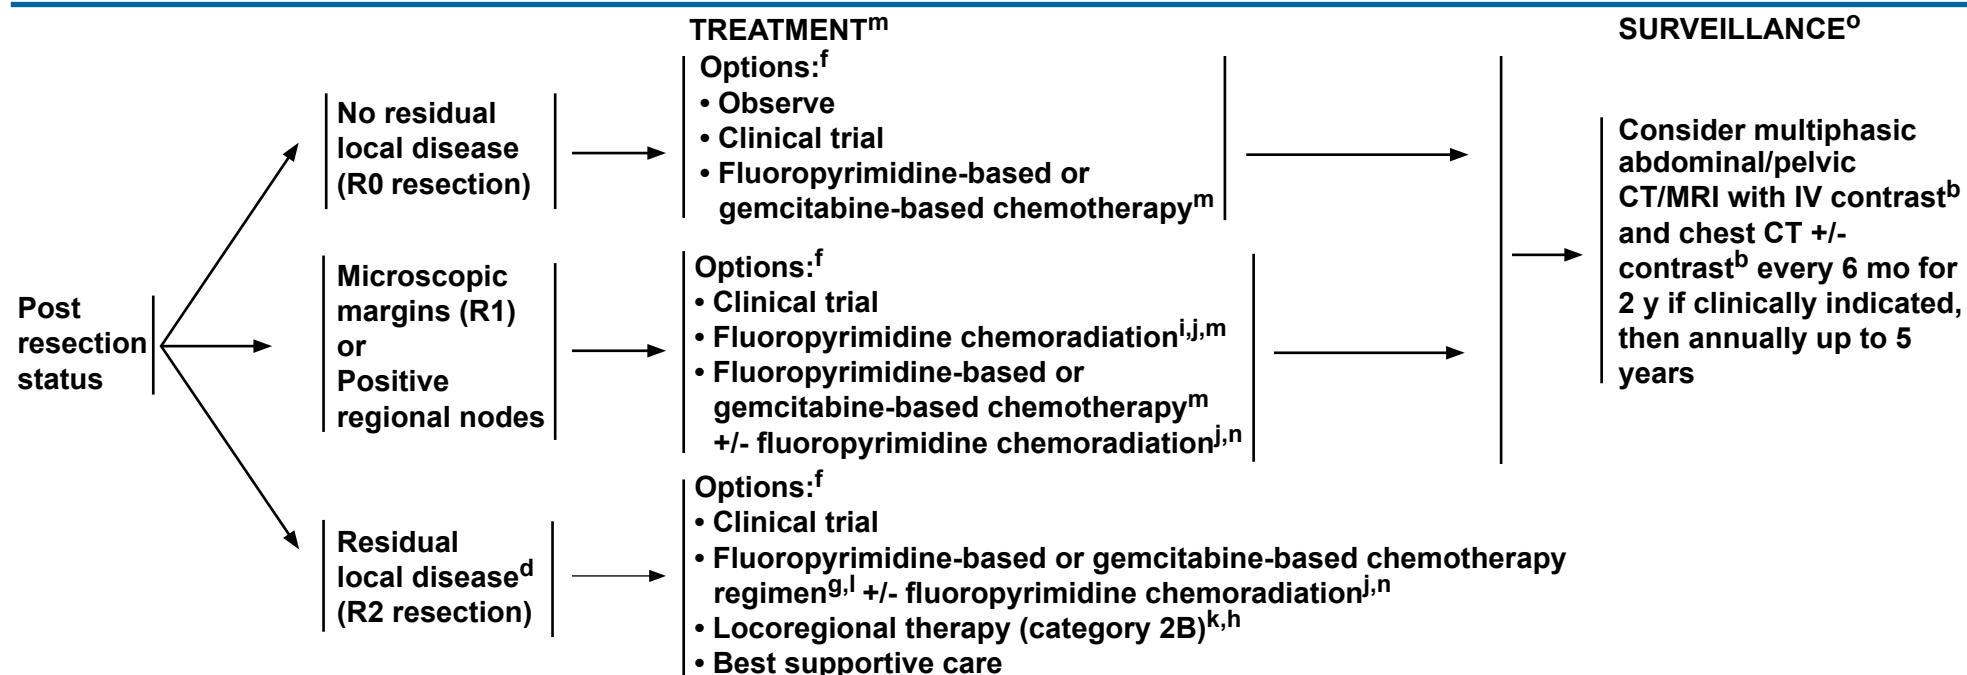 TREATMENTᵐ
SURVEILLANCEᵒ
Post
resection
status
No residual
local disease
(R0 resection)
Options:ᶠ
• Observe
• Clinical trial
• Fluoropyrimidine-based or
gemcitabine-based chemotherapyᵐ
Microscopic
margins (R1)
or
Positive
regional nodes
Options:ᶠ
• Clinical trial
• Fluoropyrimidine chemoradiationⁱ,ʲ,ᵐ
• Fluoropyrimidine-based or
gemcitabine-based chemotherapyᵐ
+/- fluoropyrimidine chemoradiationʲ,ⁿ
Residual
local diseaseᵈ
(R2 resection)
Options:ᶠ
• Clinical trial
• Fluoropyrimidine-based or gemcitabine-based chemotherapy
regimenᵍ,ˡ +/- fluoropyrimidine chemoradiationʲ,ⁿ
• Locoregional therapy (category 2B)ᵏ,ʰ
• Best supportive care
Consider multiphasic
abdominal/pelvic
CT/MRI with IV contrastᵇ
and chest CT +/-
contrastᵇ every 6 mo for
2 y if clinically indicated,
then annually up to 5
years